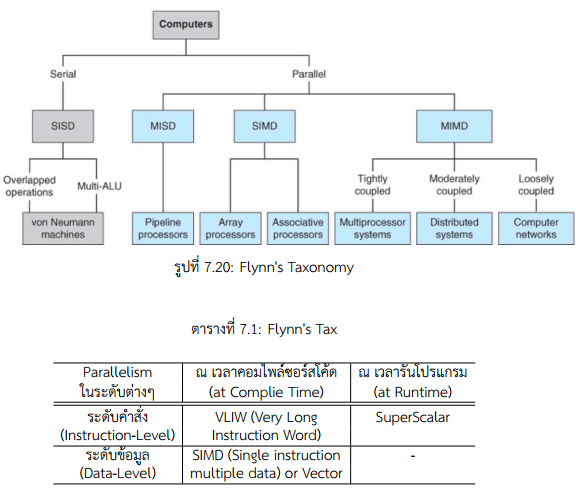 Computers
Serial
Parallel
SISD
MISD
SIMD
MIMD
Overlapped
operations
Multi-ALU
Tightly
coupled
Moderately
coupled
Loosely
coupled
von Neumann
machines
Pipeline
processors
Array
processors
Associative
processors
Multiprocessor
systems
Distributed
systems
Computer
networks
รูปที่ 7.20: Flynn's Taxonomy
ตารางที่ 7.1: Flynn's Tax
Parallelism
ในระดับต่างๆ
ณ เวลาคอมไพล์ซอร์สโค้ด
(at Complie Time)
ณ เวลารันโปรแกรม
(at Runtime)
ระดับคำสั่ง
(Instruction-Level)
VLIW (Very Long
Instruction Word)
SuperScalar
ระดับข้อมูล
(Data-Level)
SIMD (Single instruction
multiple data) or Vector
-